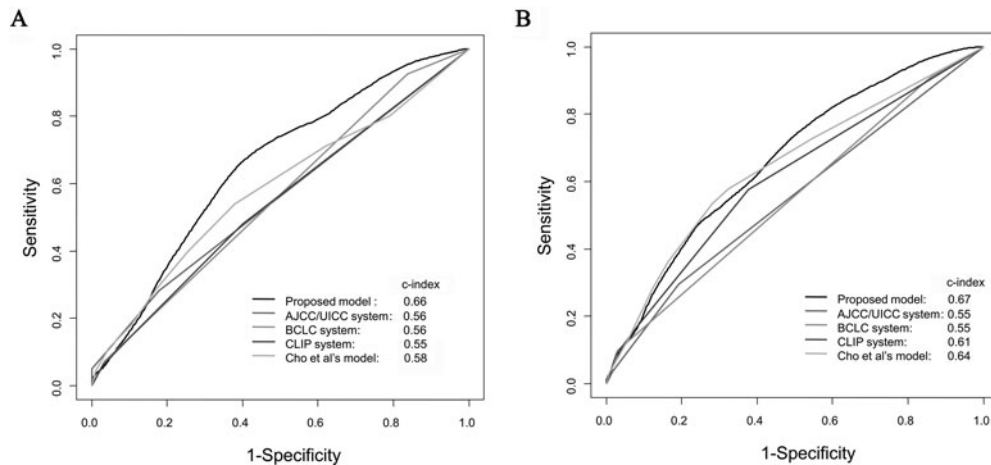 A
1.0
0.8
0.6
0.4
0.2
0.0
Sensitivity
c-index
Proposed model : 0.66
AJCC/UICC system: 0.56
BCLC system: 0.56
CLIP system: 0.55
Cho et al's model: 0.58
0.0 0.2 0.4 0.6 0.8 1.0
1-Specificity
B
1.0
0.8
0.6
0.4
0.2
0.0
Sensitivity
c-index
Proposed model: 0.67
AJCC/UICC system: 0.55
BCLC system: 0.55
CLIP system: 0.61
Cho et al's model: 0.64
0.0 0.2 0.4 0.6 0.8 1.0
1-Specificity